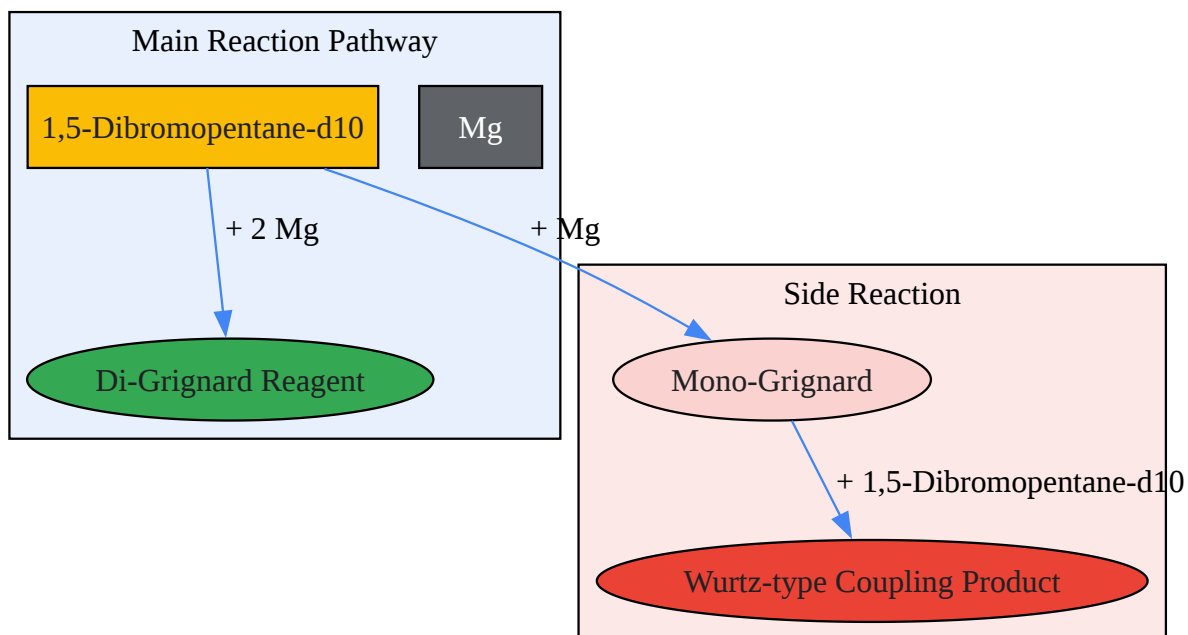 Main Reaction Pathway
1,5-Dibromopentane-d10
Mg
+ 2 Mg
+ Mg
Side Reaction
Di-Grignard Reagent
Mono-Grignard
+ 1,5-Dibromopentane-d10
Wurtz-type Coupling Product